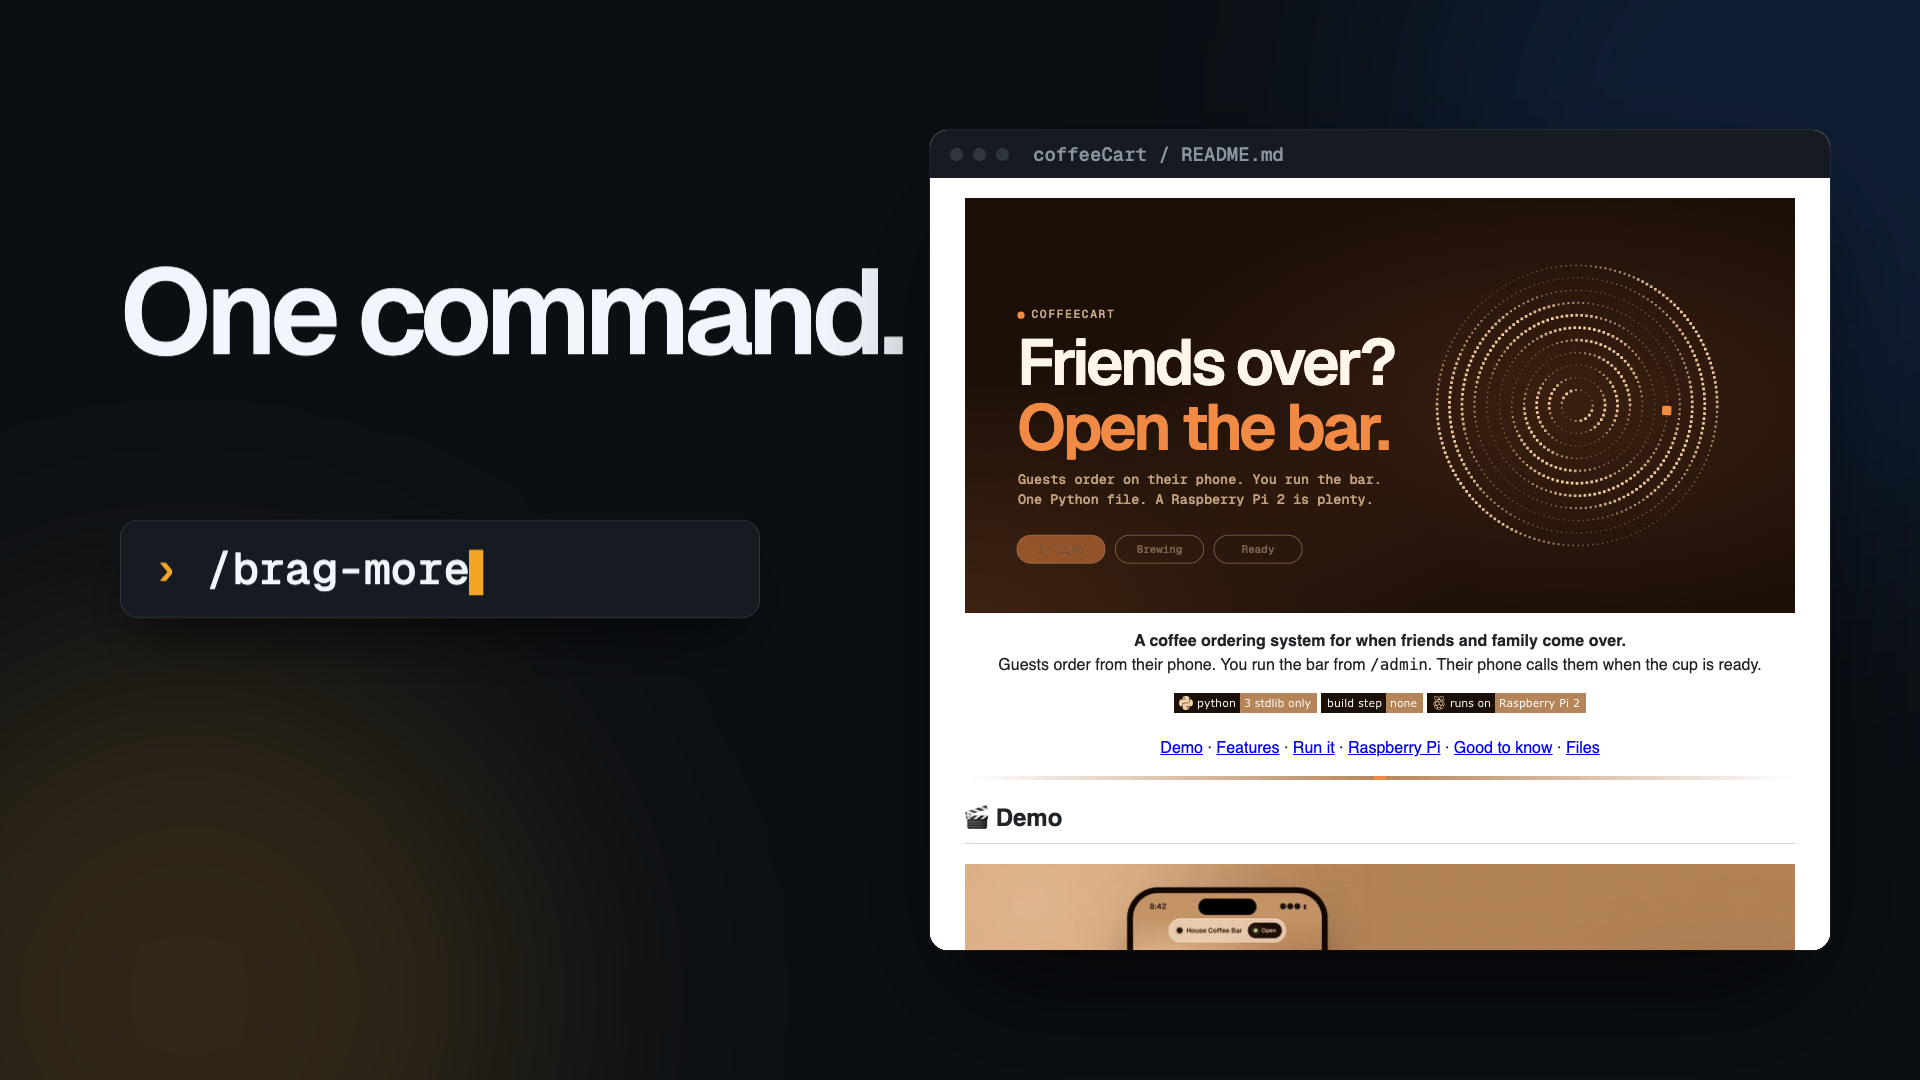 One command.
› /brag-more
coffeeCart / README.md
COFFEECART
Friends over?
Open the bar.
Guests order on their phone. You run the bar.
One Python file. A Raspberry Pi 2 is plenty.
Brewing
Ready
A coffee ordering system for when friends and family come over.
Guests order from their phone. You run the bar from /admin. Their phone calls them when the cup is ready.
python 3 stdlib only build step none runs on Raspberry Pi 2
Demo · Features · Run it · Raspberry Pi · Good to know · Files
🎬 Demo
8:42
House Coffee Bar Open